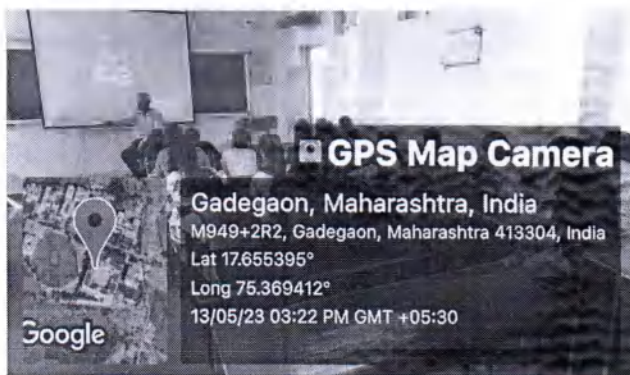 GPS Map Camera
Gadegaon, Maharashtra, India
M949+2R2, Gadegaon, Maharashtra 413304, India
Lat 17.655395°
Long 75.369412°
13/05/23 03:22 PM GMT +05:30
Google